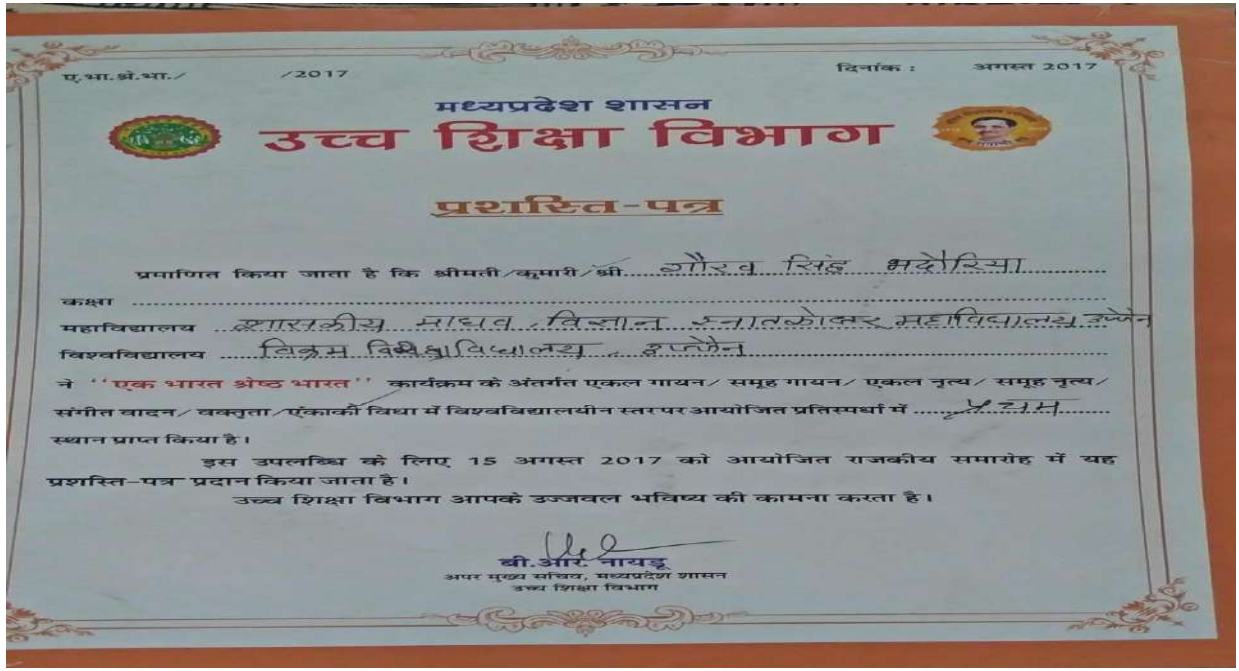 ए.भा.श्रे.भा./ /2017 दिनांक : अगस्त 2017
मध्यप्रदेश शासन
उच्च शिक्षा विभाग
प्रशस्ति-पत्र
प्रमाणित किया जाता है कि श्रीमती/कुमारी/श्री गौरव सिंह भदौरिया
कक्षा
महाविद्यालय शासकीय माधव विज्ञान स्नातकोत्तर महाविद्यालय उज्जैन
विश्वविद्यालय विक्रम विश्वविद्यालय, उज्जैन
ने ''एक भारत श्रेष्ठ भारत'' कार्यक्रम के अंतर्गत एकल गायन/ समूह गायन/ एकल नृत्य/ समूह नृत्य/
संगीत वादन/ वक्तृता/एंकाकी विधा में विश्वविद्यालयीन स्तर पर आयोजित प्रतिस्पर्धा में प्रथम
स्थान प्राप्त किया है।
इस उपलब्धि के लिए 15 अगस्त 2017 को आयोजित राजकीय समारोह में यह
प्रशस्ति-पत्र प्रदान किया जाता है।
उच्च शिक्षा विभाग आपके उज्जवल भविष्य की कामना करता है।
बी.आर. नायडू
अपर मुख्य सचिव, मध्यप्रदेश शासन
उच्च शिक्षा विभाग